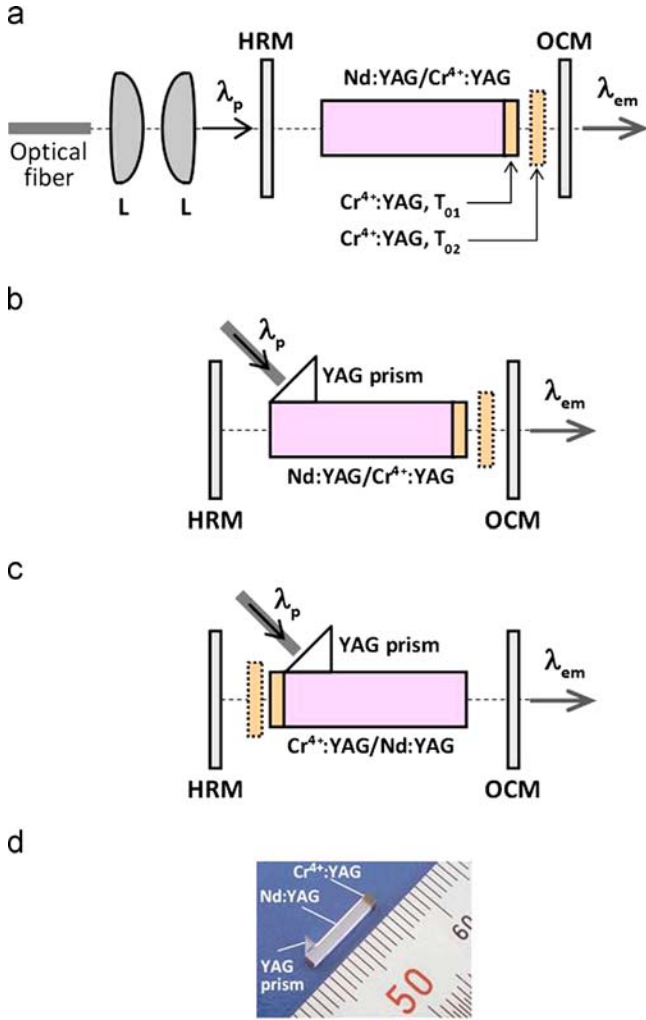 a
HRM
OCM
Nd:YAG/Cr⁴⁺:YAG
λp
λem
Optical
fiber
L
L
Cr⁴⁺:YAG, T₀₁
Cr⁴⁺:YAG, T₀₂
b
λp
YAG prism
λem
Nd:YAG/Cr⁴⁺:YAG
HRM
OCM
c
λp
YAG prism
λem
Cr⁴⁺:YAG/Nd:YAG
HRM
OCM
d
Cr⁴⁺:YAG
Nd:YAG
YAG
prism
50
60